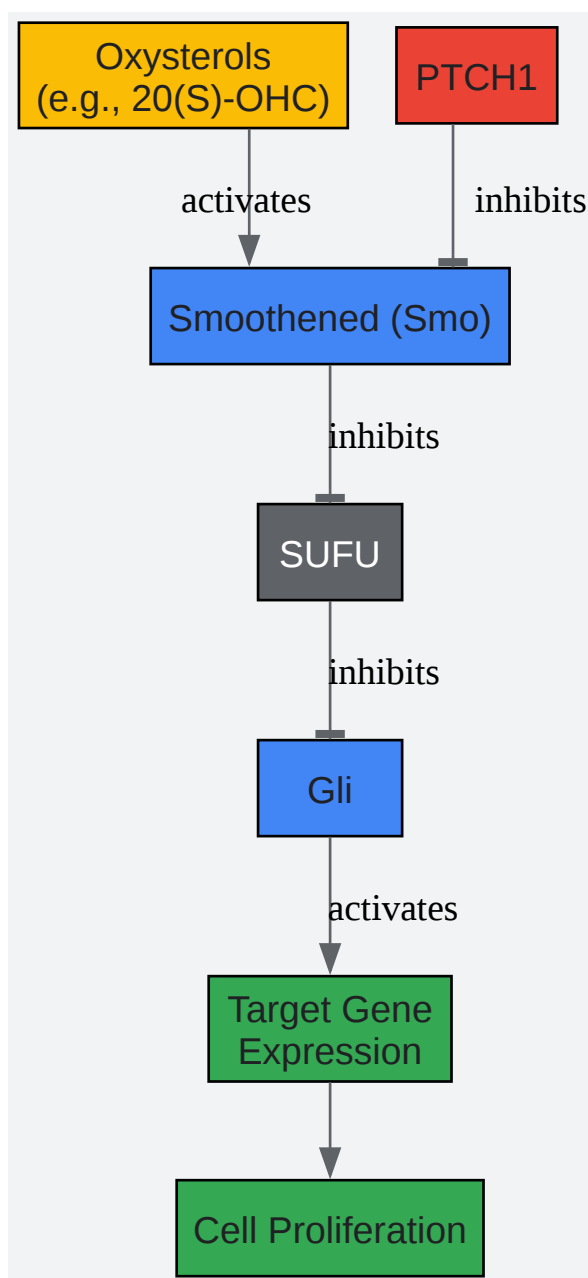 Oxysterols
(e.g., 20(S)-OHC)
PTCH1
activates
inhibits
Smoothened (Smo)
inhibits
SUFU
inhibits
Gli
activates
Target Gene
Expression
Cell Proliferation